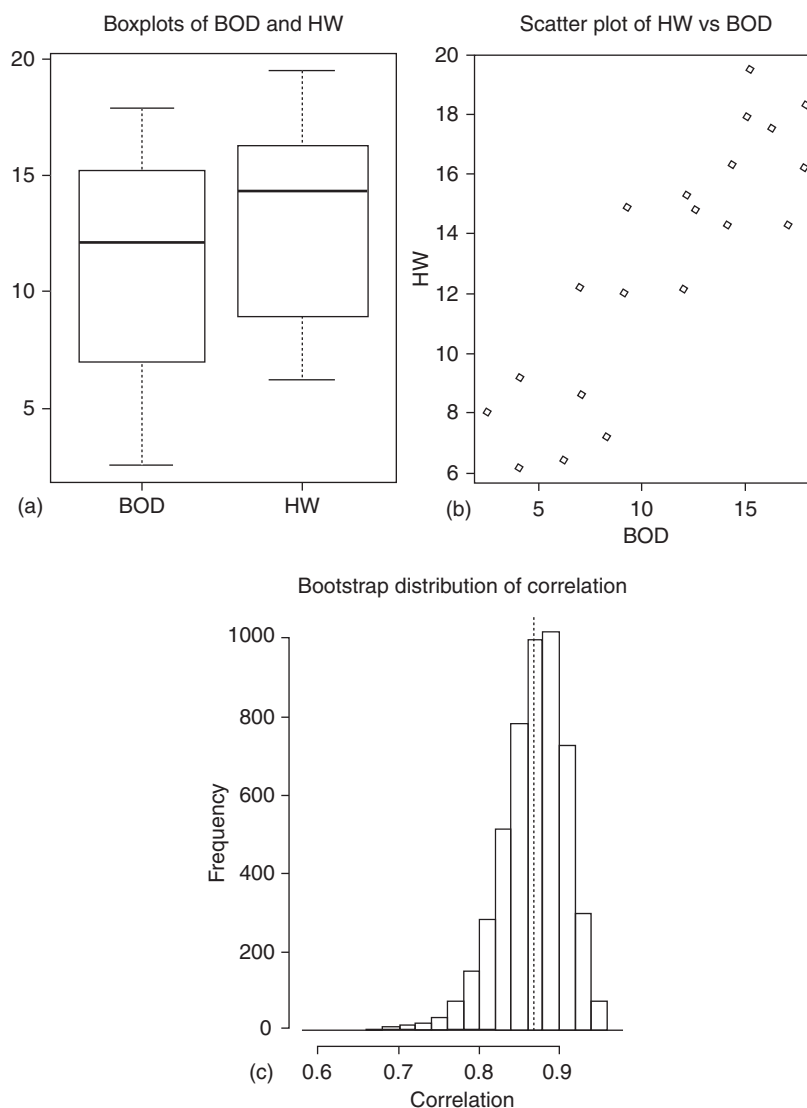 Boxplots of BOD and HW
20
15
10
5
BOD HW
(a)
Scatter plot of HW vs BOD
20
18
16
14
12
10
8
6
HW
5 10 15
BOD
(b)
Bootstrap distribution of correlation
1000
800
600
400
200
0
Frequency
0.6 0.7 0.8 0.9
Correlation
(c)